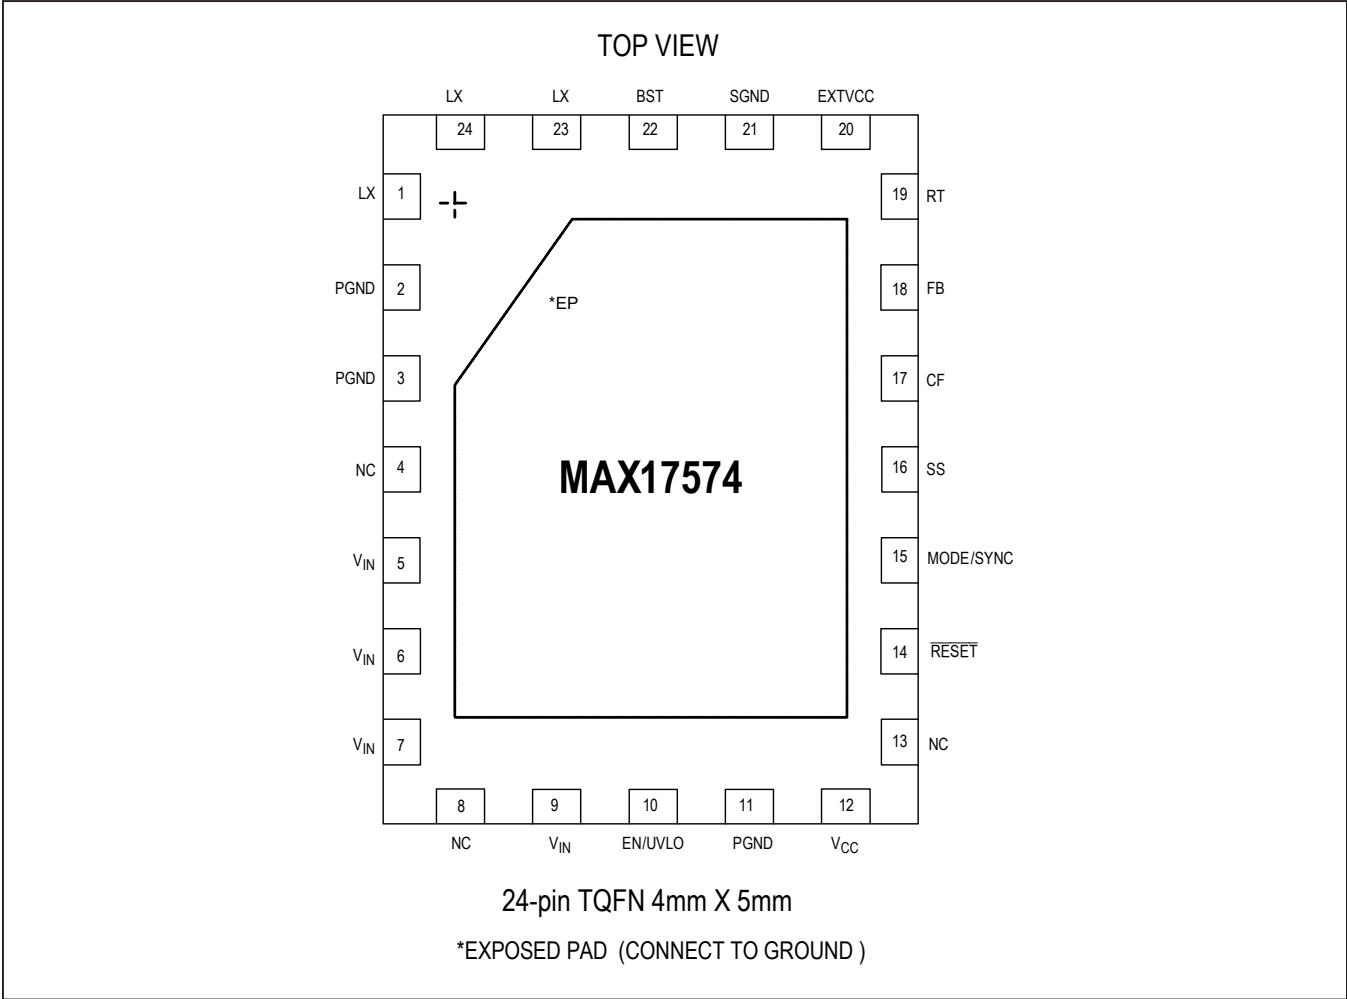 TOP VIEW
LX LX BST SGND EXTVCC
24 23 22 21 20
LX 1 19 RT
PGND 2 18 FB
*EP
PGND 3 17 CF
NC 4 16 SS
MAX17574
VIN 5 15 MODE/SYNC
VIN 6 14 RESET
VIN 7 13 NC
8 9 10 11 12
NC VIN EN/UVLO PGND VCC
24-pin TQFN 4mm X 5mm
*EXPOSED PAD (CONNECT TO GROUND )